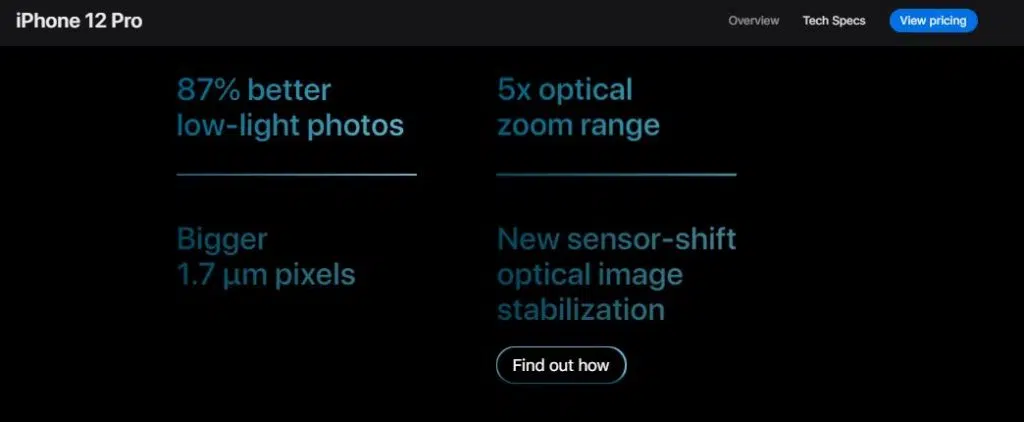 iPhone 12 Pro
Overview
Tech Specs
View pricing
87% better
low-light photos
5x optical
zoom range
Bigger
1.7 µm pixels
New sensor-shift
optical image
stabilization
Find out how